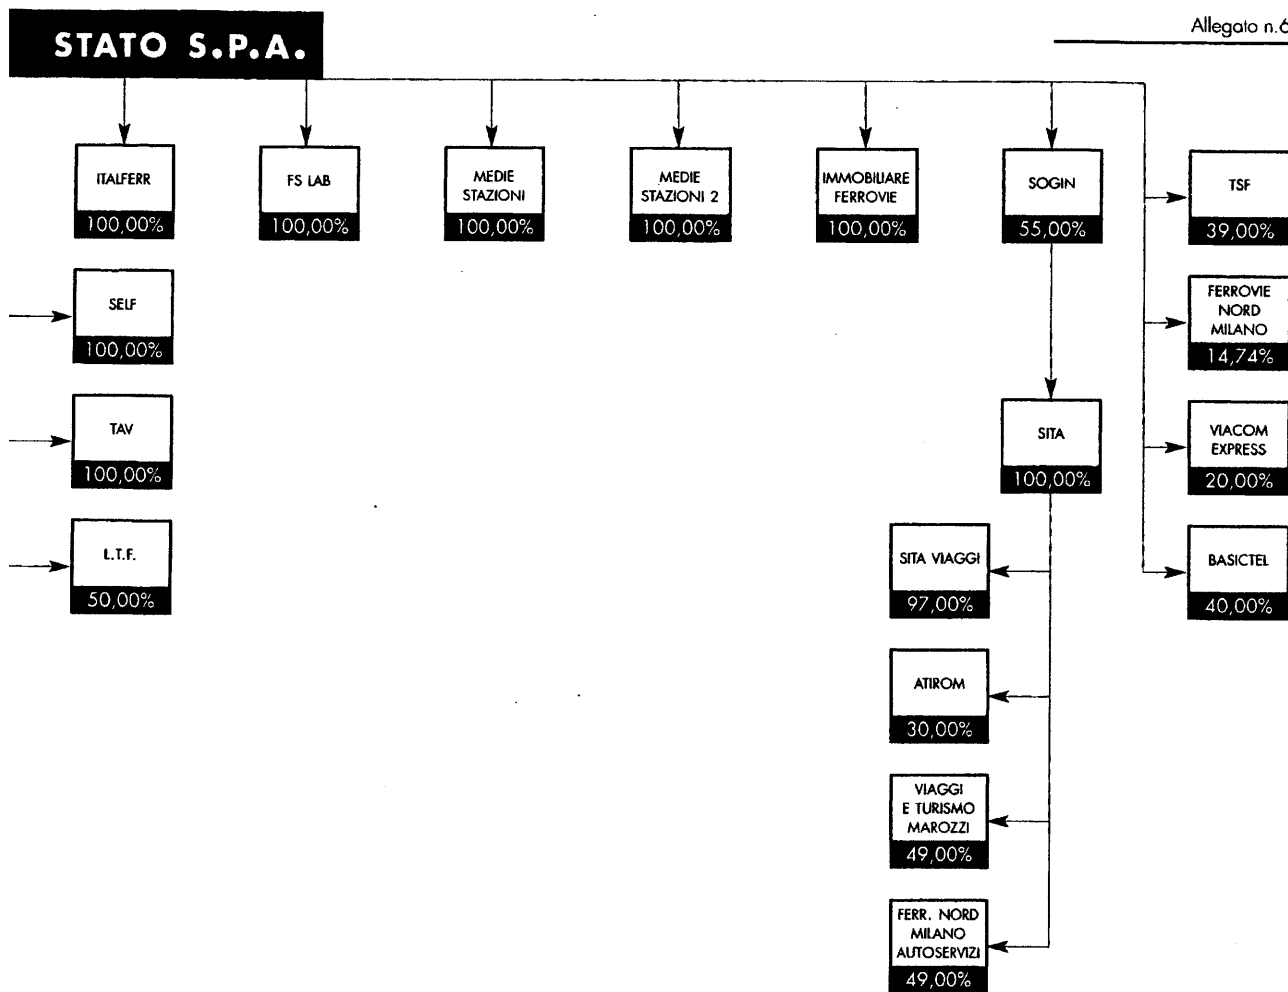 STATO S.P.A.
Allegato n.6
ITALFERR
100,00%
FS LAB
100,00%
MEDIE
STAZIONI
100,00%
MEDIE
STAZIONI 2
100,00%
IMMOBILIARE
FERROVIE
100,00%
SOGIN
55,00%
TSF
39,00%
SELF
100,00%
FERROVIE
NORD
MILANO
14,74%
TAV
100,00%
SITA
100,00%
VIACOM
EXPRESS
20,00%
L.T.F.
50,00%
SITA VIAGGI
97,00%
BASICTEL
40,00%
ATIROM
30,00%
VIAGGI
E TURISMO
MAROZZI
49,00%
FERR. NORD
MILANO
AUTOSERVIZI
49,00%